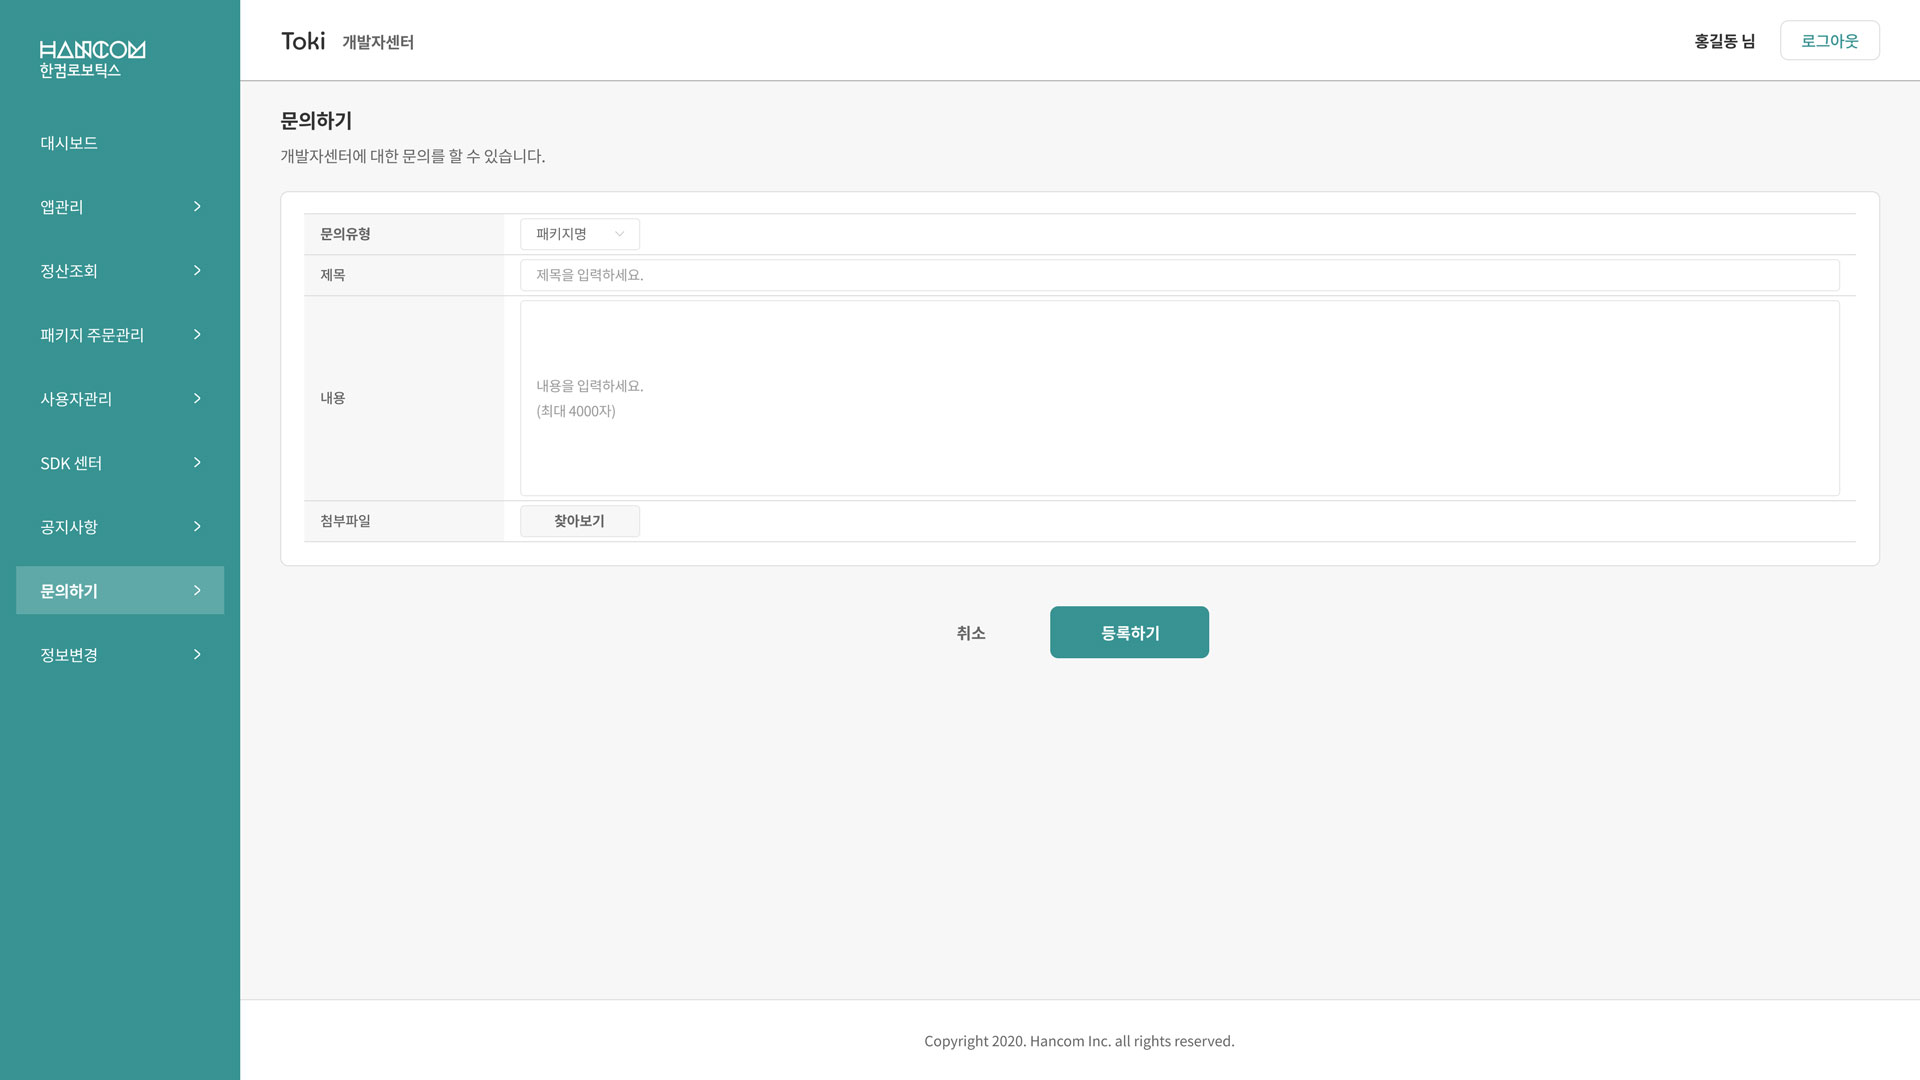 HANCOM
한컴로보틱스
대시보드
앱관리
정산조회
패키지 주문관리
사용자관리
SDK 센터
공지사항
문의하기
정보변경
Toki 개발자센터
홍길동 님
로그아웃
문의하기
개발자센터에 대한 문의를 할 수 있습니다.
문의유형 패키지명
제목 제목을 입력하세요.
내용 내용을 입력하세요.
(최대 4000자)
첨부파일 찾아보기
취소
등록하기
Copyright 2020. Hancom Inc. all rights reserved.